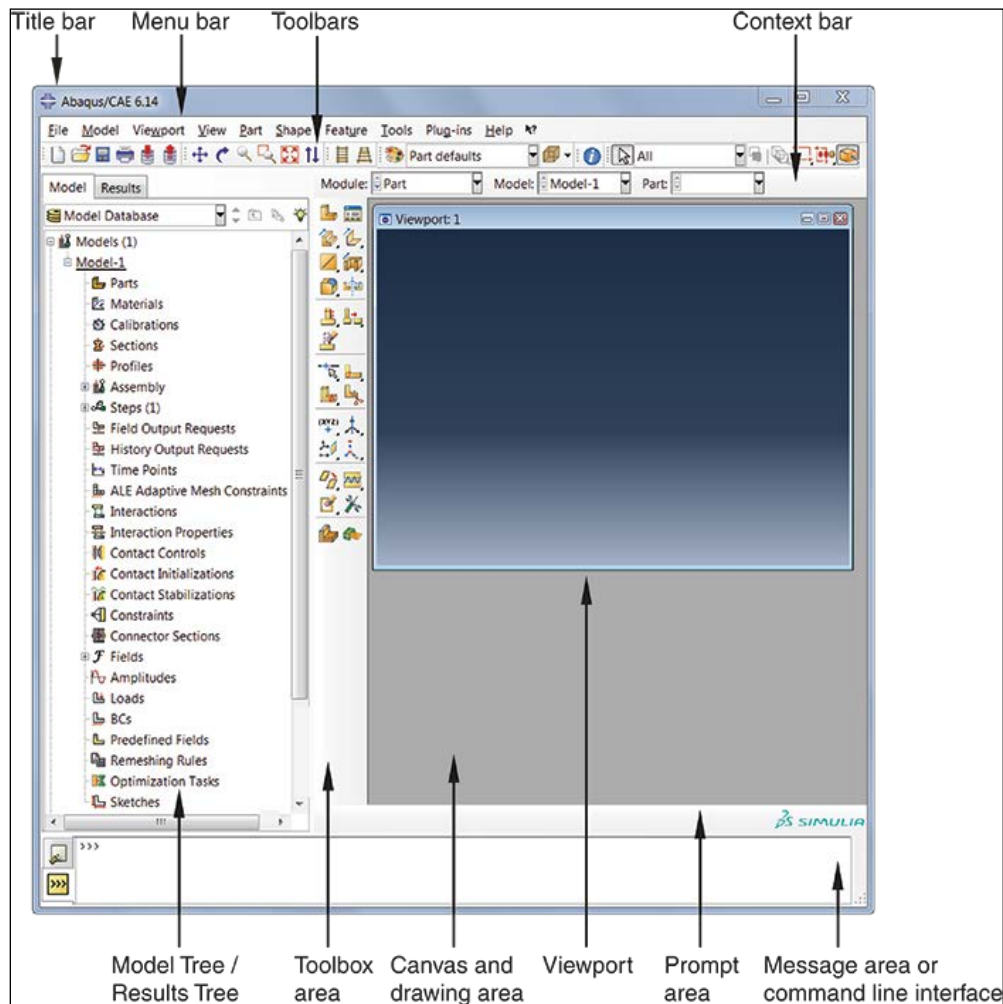 Title bar Menu bar Toolbars Context bar
Abaqus/CAE 6.14
File Model Viewport View Part Shape Feature Tools Plug-ins Help
Part defaults All
Model Results Module: Part Model: Model-1 Part:
Model Database
Viewport: 1
Models (1)
Model-1
Parts
Materials
Calibrations
Sections
Profiles
Assembly
Steps (1)
Field Output Requests
History Output Requests
Time Points
ALE Adaptive Mesh Constraints
Interactions
Interaction Properties
Contact Controls
Contact Initializations
Contact Stabilizations
Constraints
Connector Sections
Fields
Amplitudes
Loads
BCs
Predefined Fields
Remeshing Rules
Optimization Tasks
Sketches
(XYZ)
SIMULIA
>>>
>>>
Model Tree / Toolbox Canvas and Viewport Prompt Message area or
Results Tree area drawing area area command line interface